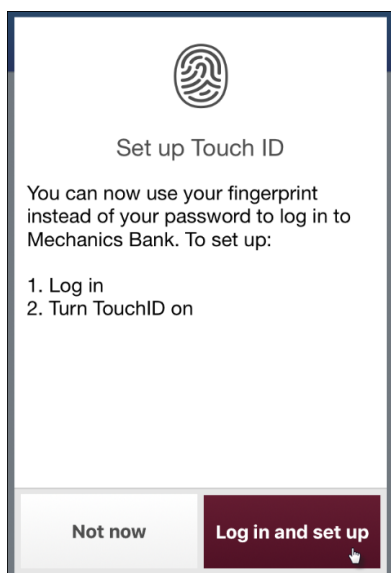 Set up Touch ID
You can now use your fingerprint
instead of your password to log in to
Mechanics Bank. To set up:
1. Log in
2. Turn TouchID on
Not now
Log in and set up